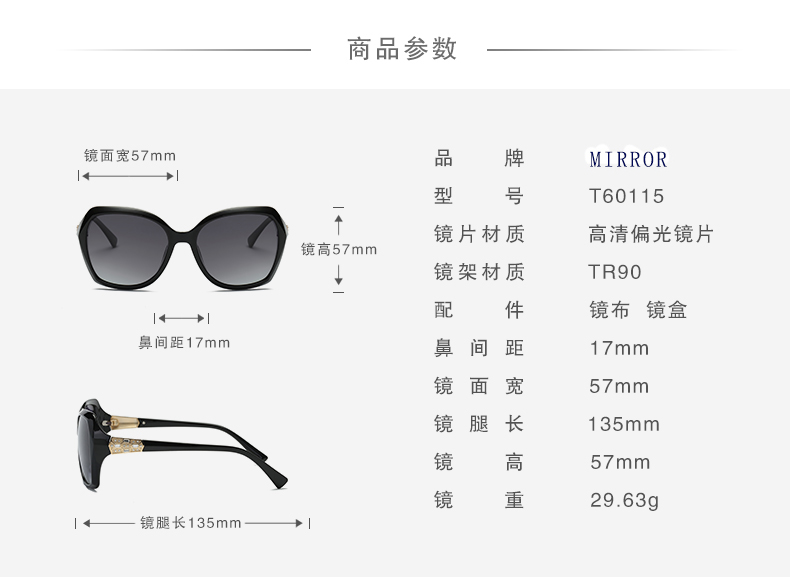 商品参数
镜面宽57mm
镜高57mm
鼻间距17mm
镜腿长135mm
品牌 MIRROR
型号 T60115
镜片材质 高清偏光镜片
镜架材质 TR90
配件 镜布 镜盒
鼻间距 17mm
镜面宽 57mm
镜腿长 135mm
镜高 57mm
镜重 29.63g